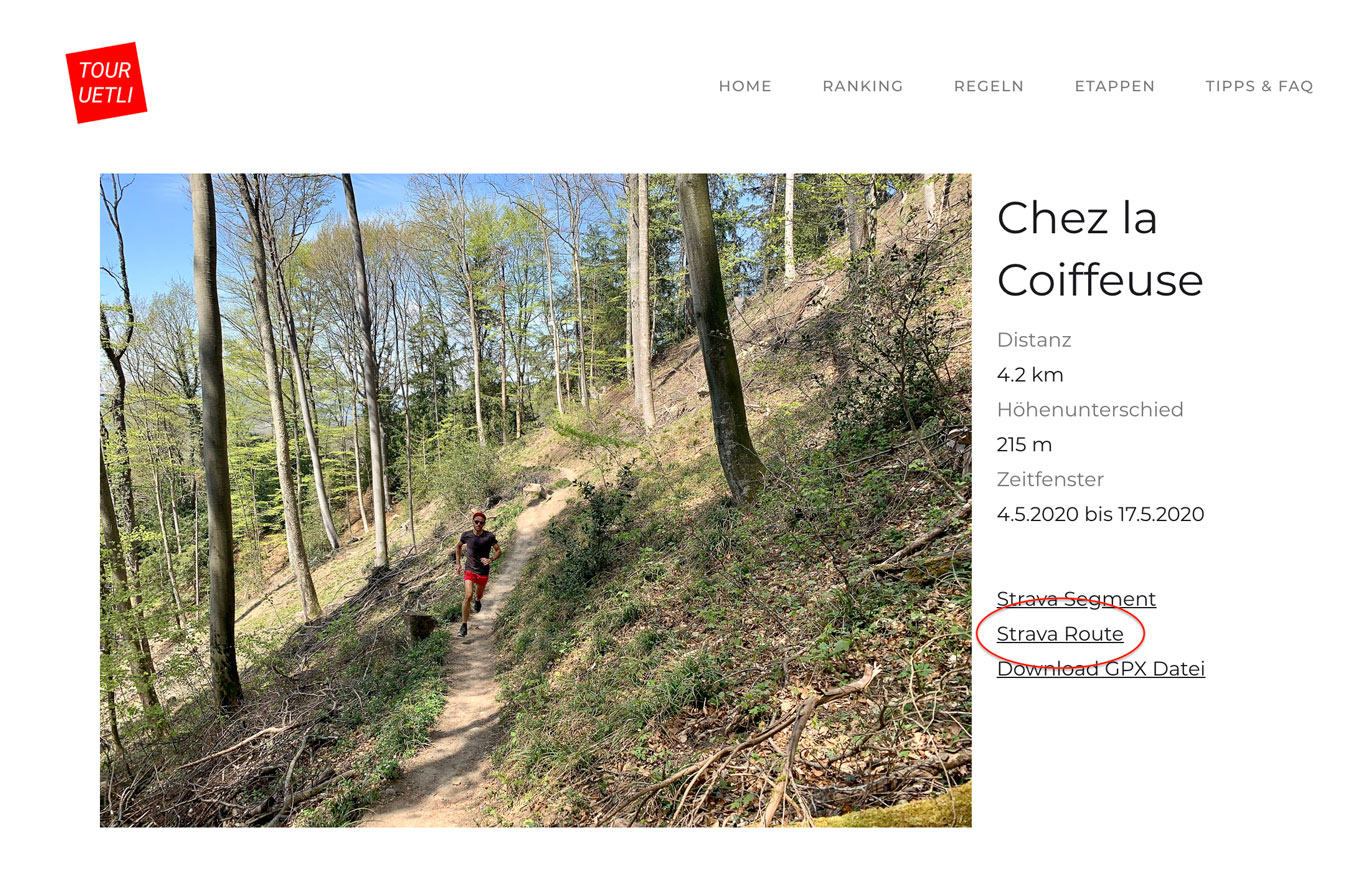 TOUR
UETLI
HOME RANKING REGELN ETAPPEN TIPPS & FAQ
Chez la
Coiffeuse
Distanz
4.2 km
Höhenunterschied
215 m
Zeitfenster
4.5.2020 bis 17.5.2020
Strava Segment
Strava Route
Download GPX Datei